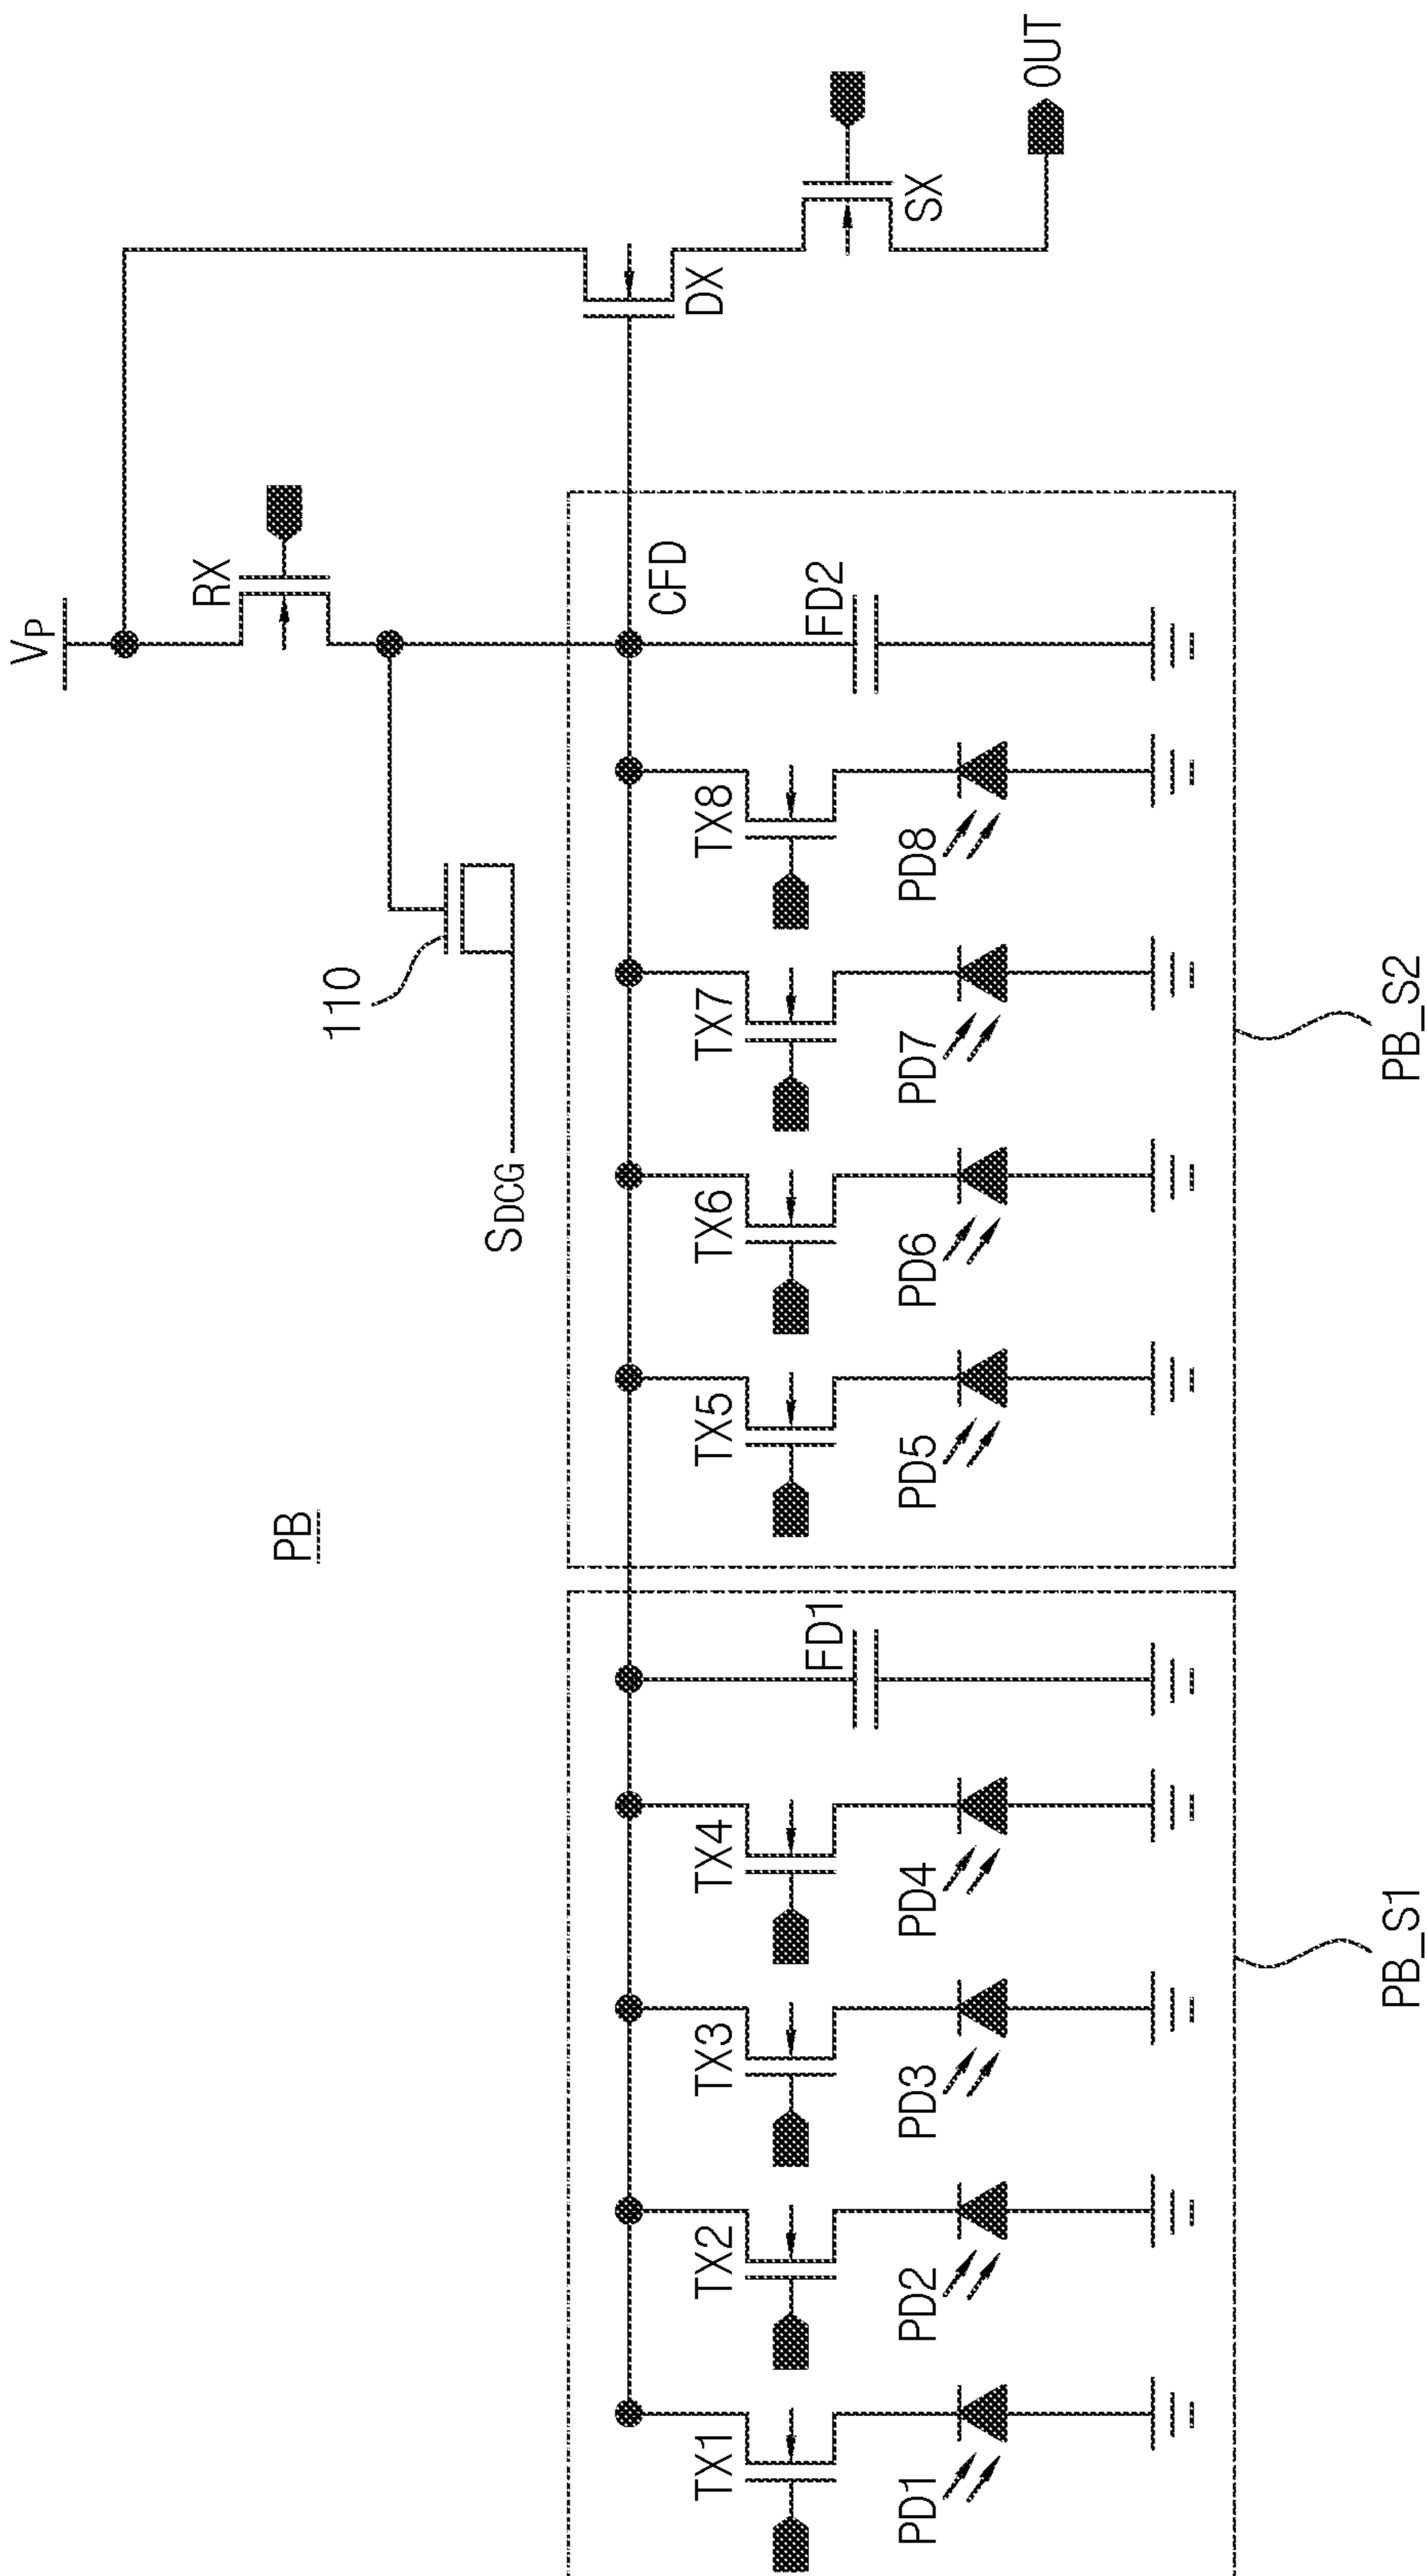 PB
VP
RX
110
SDCG
DX
SX
OUT
CFD
TX1
TX2
TX3
TX4
FD1
TX5
TX6
TX7
TX8
FD2
PD1
PD2
PD3
PD4
PD5
PD6
PD7
PD8
PB_S1
PB_S2